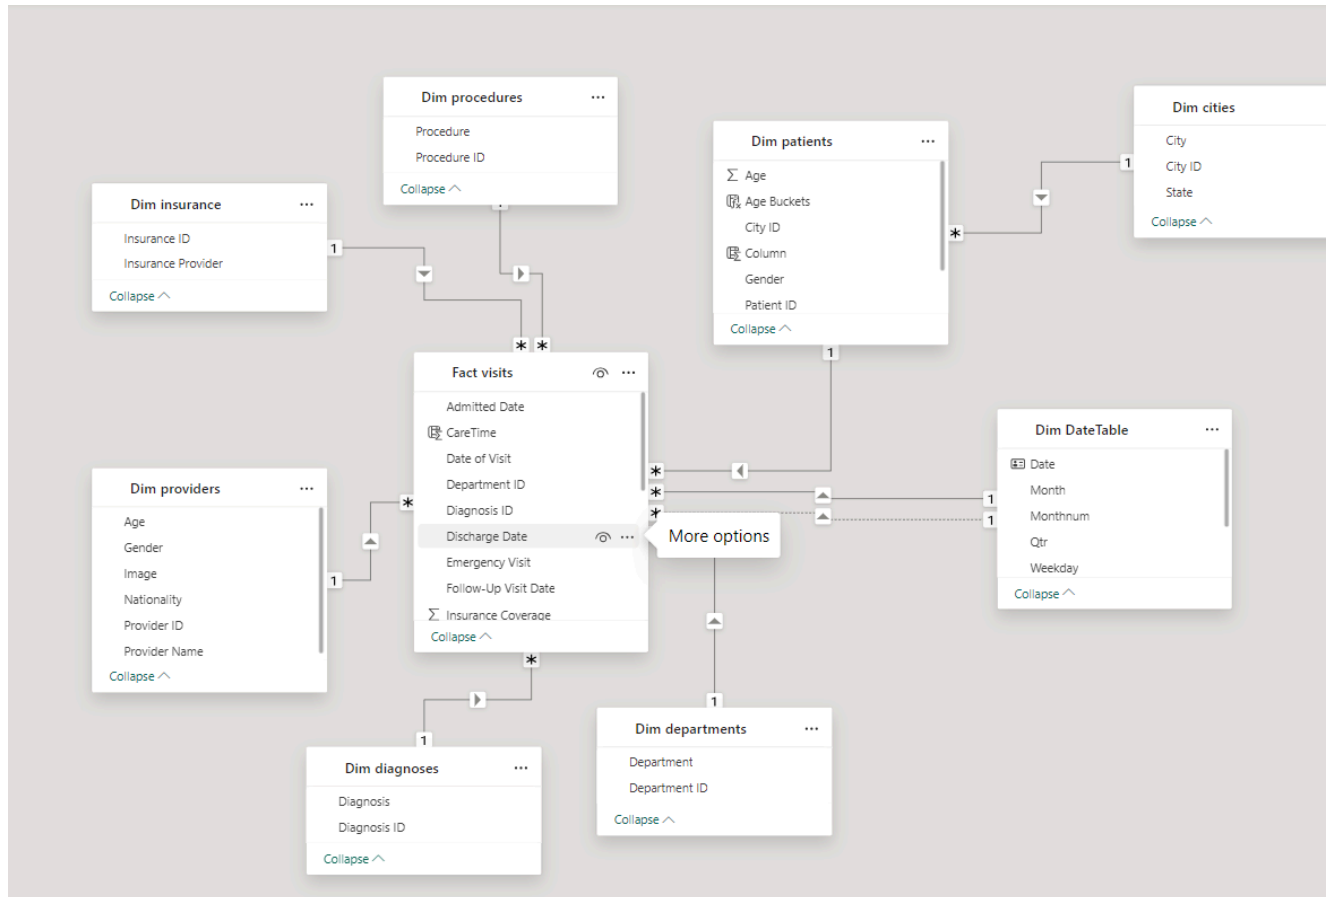 Dim procedures
Procedure
Procedure ID
Collapse
Dim cities
City
City ID
State
Collapse
Dim patients
Age
Age Buckets
City ID
Column
Gender
Patient ID
Collapse
Dim insurance
Insurance ID
Insurance Provider
Collapse
1
1
*
1
* *
Fact visits
Admitted Date
CareTime
Date of Visit
Department ID
Diagnosis ID
Discharge Date
Emergency Visit
Follow-Up Visit Date
Insurance Coverage
Collapse
More options
Dim DateTable
Date
Month
Monthnum
Qtr
Weekday
Collapse
*
*
*
1
1
Dim providers
Age
Gender
Image
Nationality
Provider ID
Provider Name
Collapse
*
1
*
1
1
Dim departments
Department
Department ID
Collapse
Dim diagnoses
Diagnosis
Diagnosis ID
Collapse